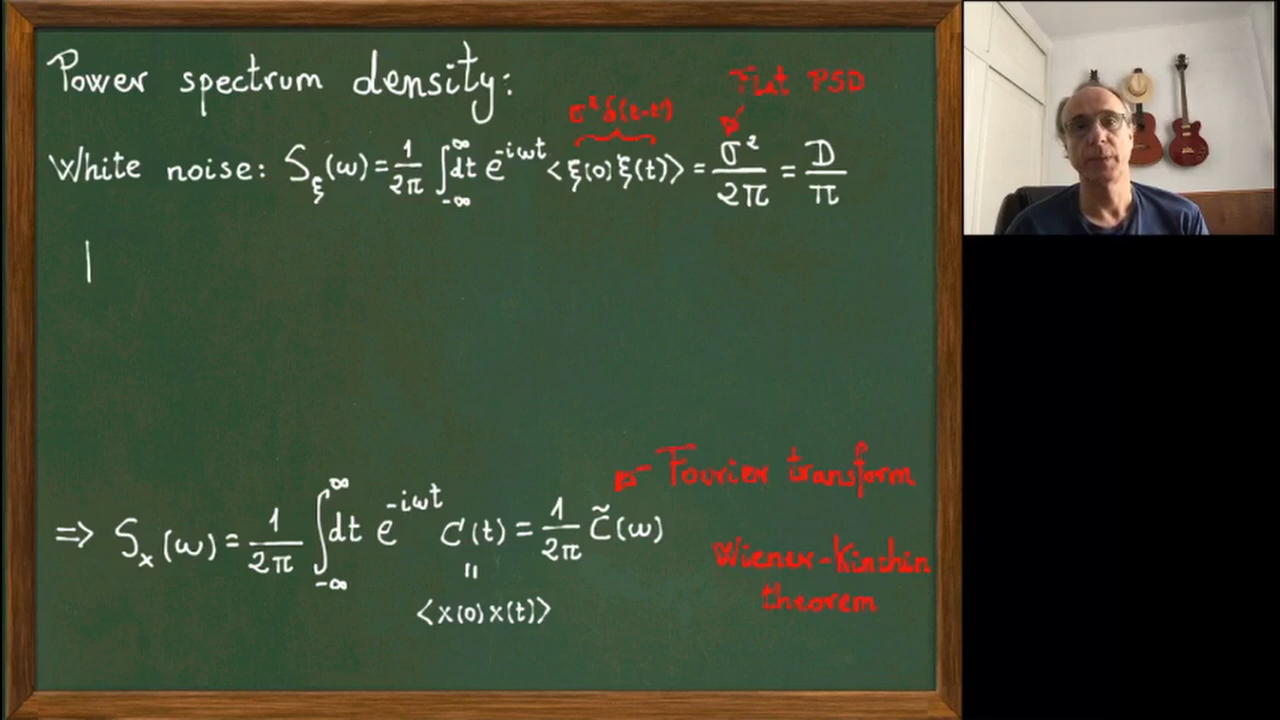 Power spectrum density:
Flat PSD
σ² δ(t-t')
White noise: S_ξ(ω) = 1/2π ∫_{-∞}^{∞} dt e^{-iωt} <ξ(0) ξ(t)> = σ²/2π = D/π
⇒ S_x(ω) = 1/2π ∫_{-∞}^{∞} dt e^{-iωt} C(t) = 1/2π C̃(ω)
Fourier transform
Wiener-Kinchin
theorem
"
<x(0) x(t)>